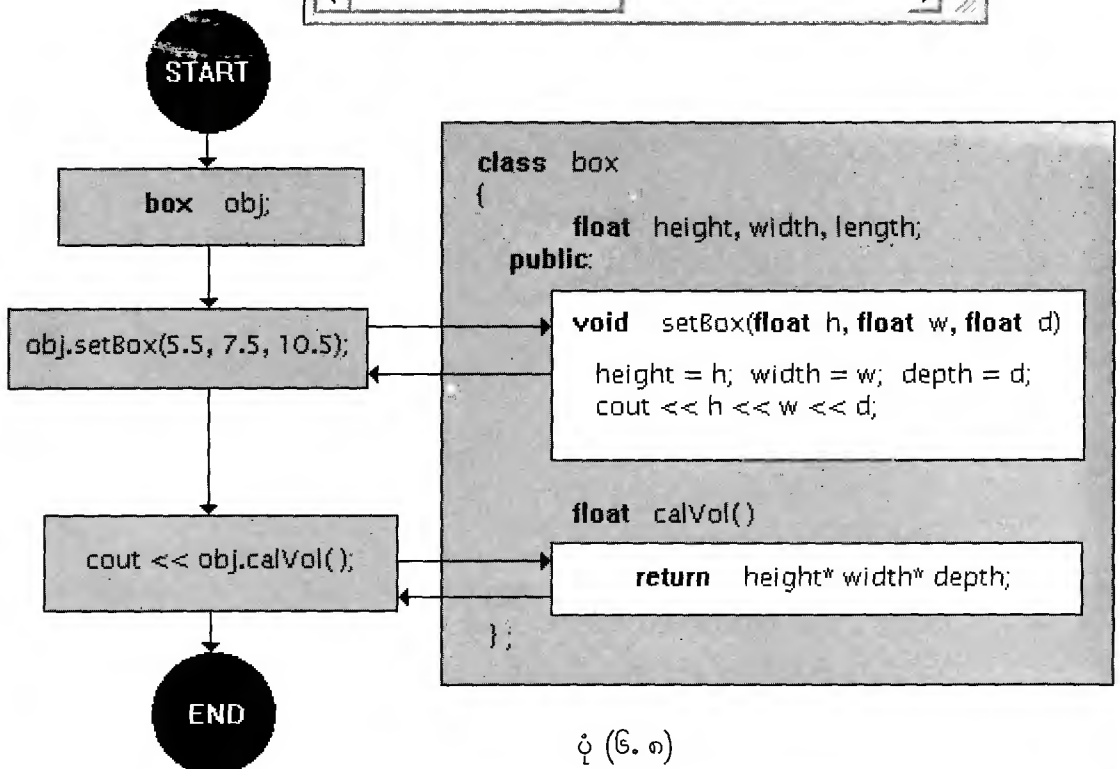 START
box obj;
obj.setBox(5.5, 7.5, 10.5);
cout << obj.calVol();
END
class box
{
float height, width, length;
public:
void setBox(float h, float w, float d)
height = h; width = w; depth = d;
cout << h << w << d;
float calVol()
return height* width* depth;
};
ပုံ (၆. ၈)